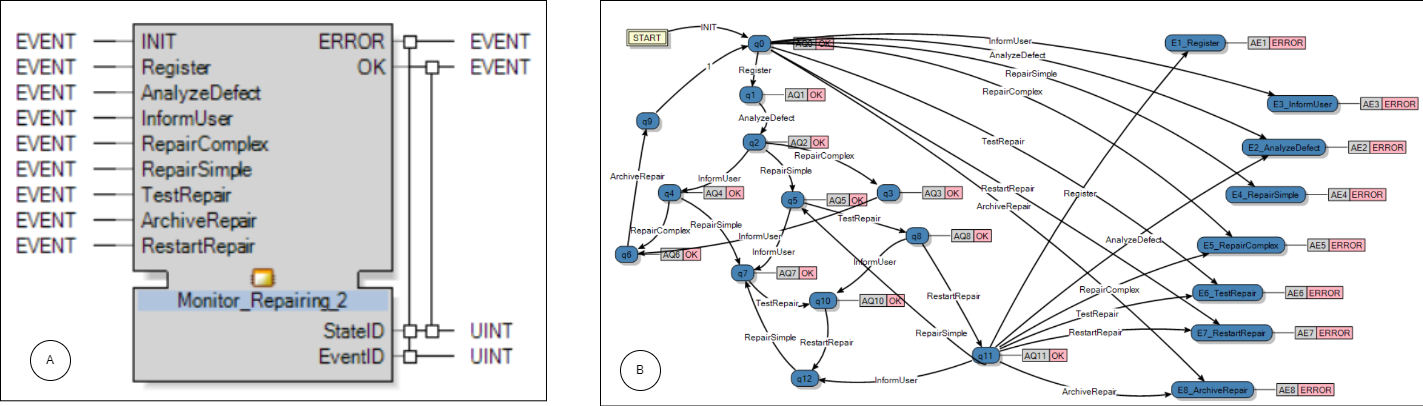 EVENT INIT ERROR EVENT
EVENT Register OK EVENT
EVENT AnalyzeDefect
EVENT InformUser
EVENT RepairComplex
EVENT RepairSimple
EVENT TestRepair
EVENT ArchiveRepair
EVENT RestartRepair
Monitor_Repairing_2
StateID UINT
EventID UINT
A
START
INIT
q0
AQ0 OK
InformUser
AnalyzeDefect
RepairSimple
RepairComplex
E1_Register AE1 ERROR
Register
1
q1 AQ1 OK
E3_InformUser AE3 ERROR
AnalyzeDefect
q9
q2 AQ2 OK
TestRepair
E2_AnalyzeDefect AE2 ERROR
RepairComplex
RepairSimple
ArchiveRepair
InformUser
q4 AQ4 OK
q5 AQ5 OK
q3 AQ3 OK
RestartRepair
ArchiveRepair
Register
E4_RepairSimple AE4 ERROR
TestRepair
RepairSimple
RepairComplex
InformUser
q8 AQ8 OK
AnalyzeDefect
E5_RepairComplex AE5 ERROR
q6 AQ6 OK
InformUser
InformUser
q7 AQ7 OK
RepairComplex
E6_TestRepair AE6 ERROR
TestRepair
q10 AQ10 OK
RestartRepair
TestRepair
RepairSimple
RestartRepair
RepairSimple
RestartRepair
E7_RestartRepair AE7 ERROR
q11 AQ11 OK
q12
InformUser
ArchiveRepair
E8_ArchiveRepair AE8 ERROR
B